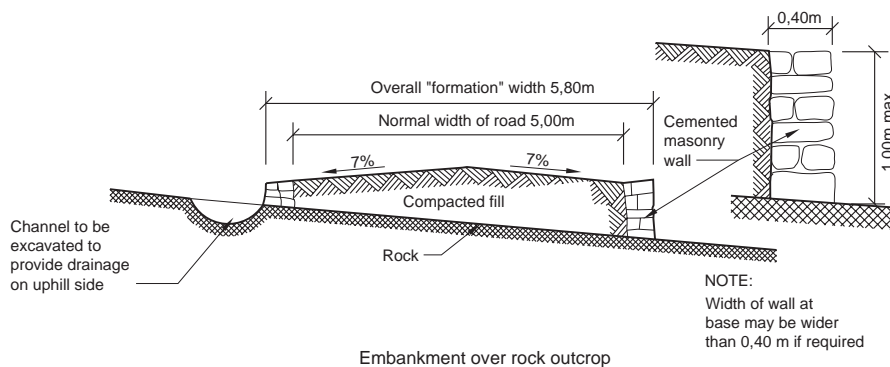 0,40m
Overall "formation" width 5,80m
Normal width of road 5,00m
Cemented
masonry
wall
1,00m max
7%
7%
Compacted fill
Channel to be
excavated to
provide drainage
on uphill side
Rock
NOTE:
Width of wall at
base may be wider
than 0,40 m if required
Embankment over rock outcrop